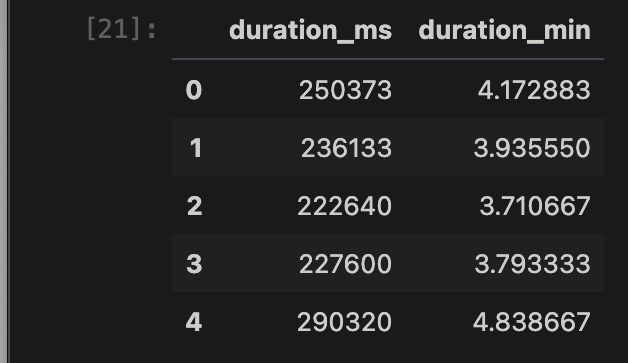 [21]: duration_ms duration_min
0 250373 4.172883
1 236133 3.935550
2 222640 3.710667
3 227600 3.793333
4 290320 4.838667